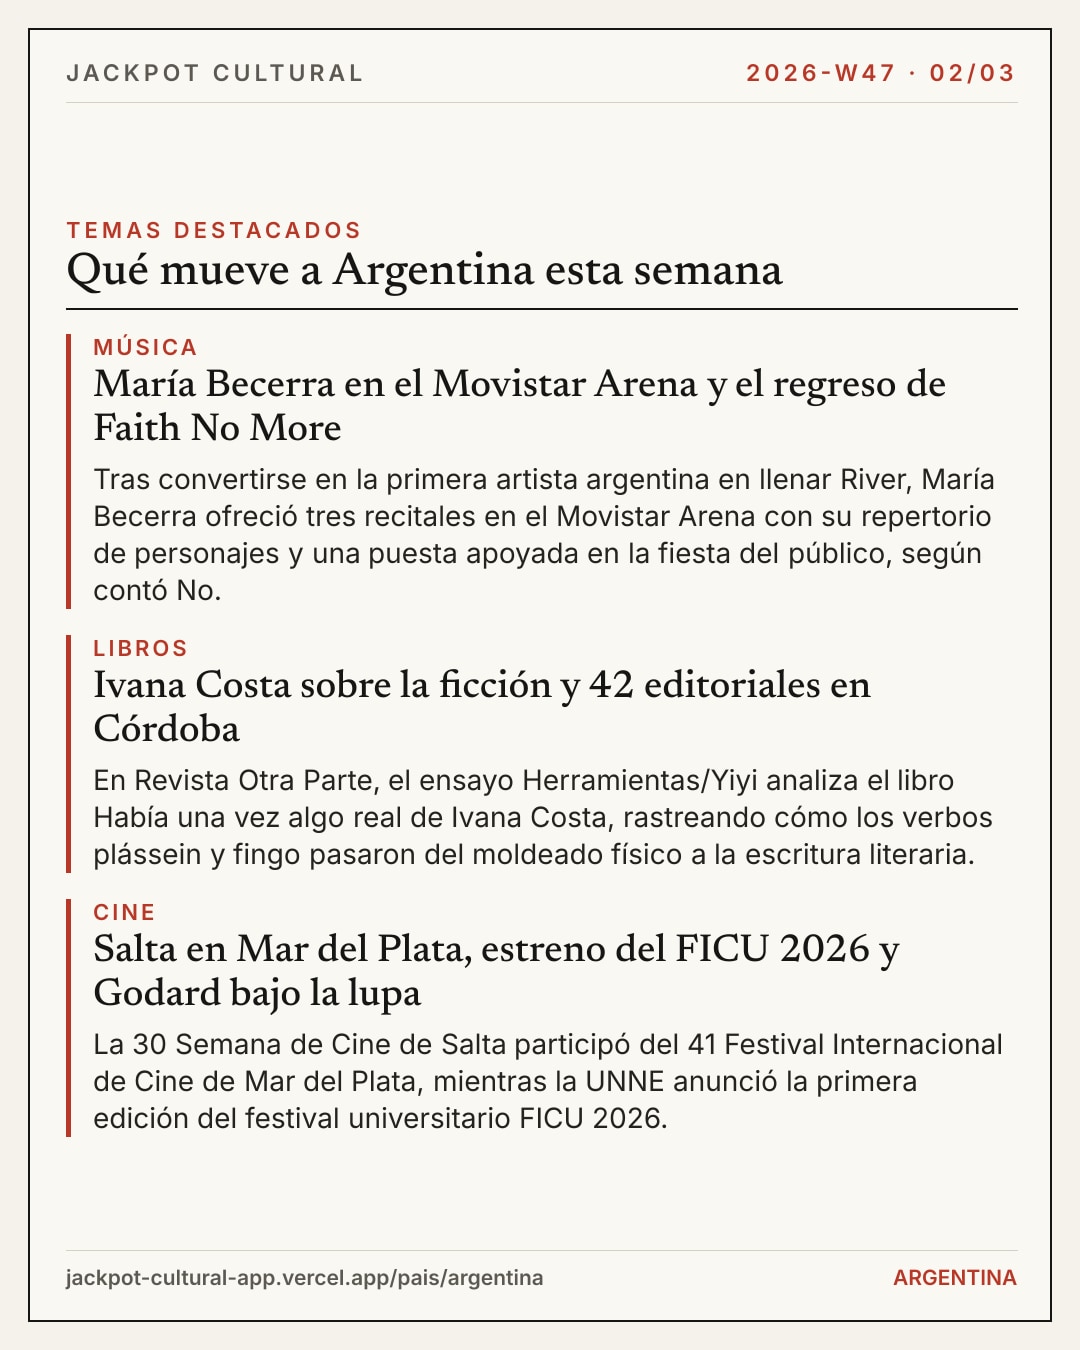 JACKPOT CULTURAL
2026-W47 · 02/03
TEMAS DESTACADOS
Qué mueve a Argentina esta semana
MÚSICA
María Becerra en el Movistar Arena y el regreso de
Faith No More
Tras convertirse en la primera artista argentina en llenar River, María
Becerra ofreció tres recitales en el Movistar Arena con su repertorio
de personajes y una puesta apoyada en la fiesta del público, según
contó No.
LIBROS
Ivana Costa sobre la ficción y 42 editoriales en
Córdoba
En Revista Otra Parte, el ensayo Herramientas/Yiyi analiza el libro
Había una vez algo real de Ivana Costa, rastreando cómo los verbos
plássein y fingo pasaron del moldeado físico a la escritura literaria.
CINE
Salta en Mar del Plata, estreno del FICU 2026 y
Godard bajo la lupa
La 30 Semana de Cine de Salta participó del 41 Festival Internacional
de Cine de Mar del Plata, mientras la UNNE anunció la primera
edición del festival universitario FICU 2026.
jackpot-cultural-app.vercel.app/pais/argentina
ARGENTINA